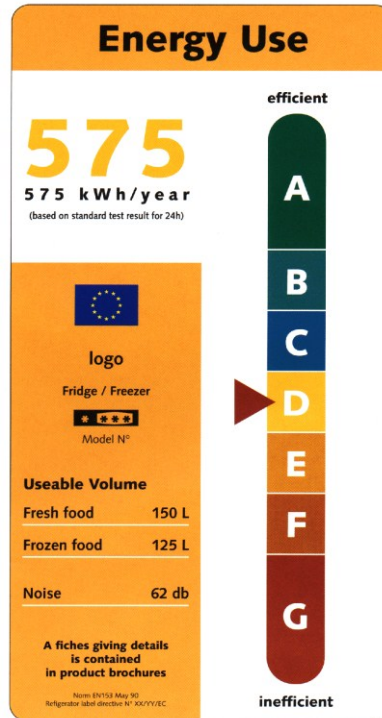 Energy Use
efficient
575
575 kWh/year
(based on standard test result for 24h)
A
B
C
D
E
F
G
inefficient
logo
Fridge / Freezer
Model N°
Useable Volume
Fresh food 150 L
Frozen food 125 L
Noise 62 db
A fiches giving details
is contained
in product brochures
Norm EN153 May 90
Refigerator label directive N° XX/YY/EC